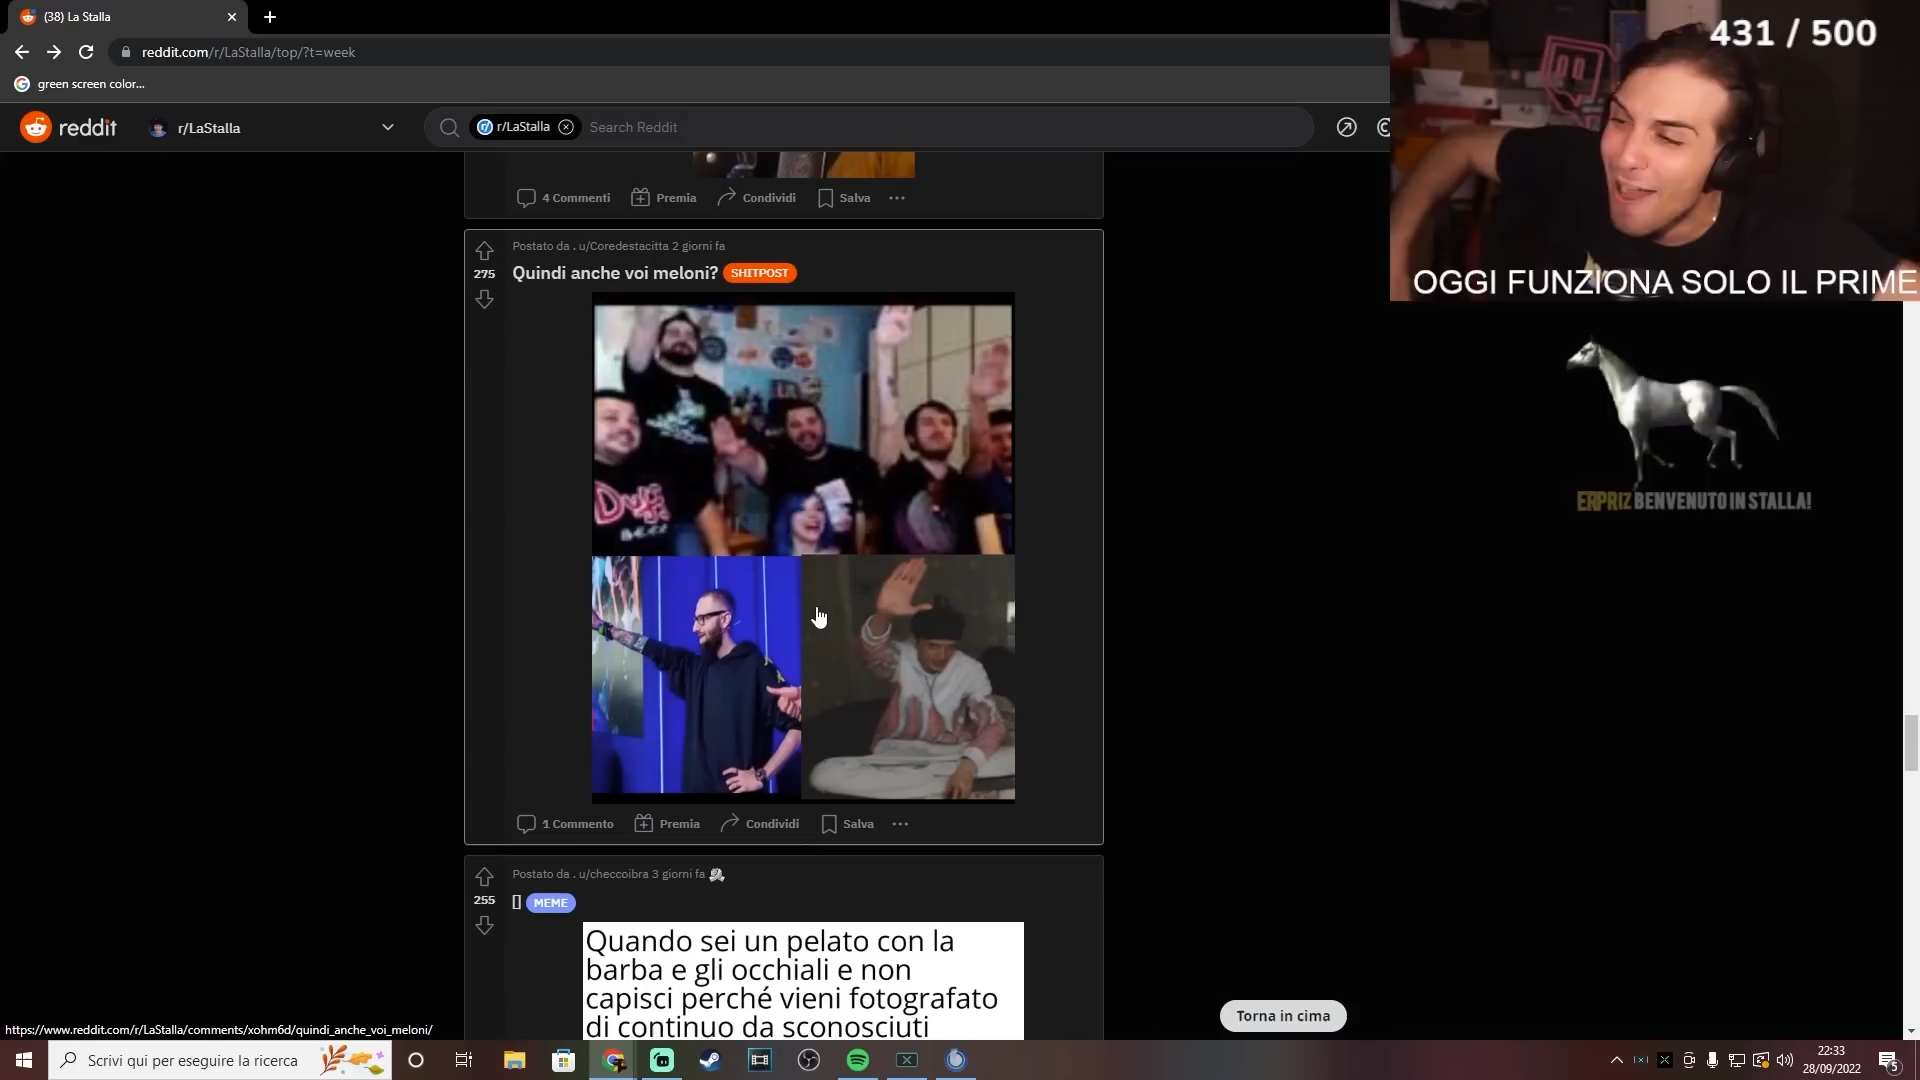 (38) La Stalla
reddit.com/r/LaStalla/top/?t=week
green screen color...
reddit
r/LaStalla
r/LaStalla
Search Reddit
431 / 500
OGGI FUNZIONA SOLO IL PRIME
4 Commenti
Premia
Condividi
Salva
Postato da . u/Coredestacitta 2 giorni fa
275
Quindi anche voi meloni? SHITPOST
Duff
BEER
ERPRIZ BENVENUTO IN STALLA!
1 Commento
Premia
Condividi
Salva
Postato da . u/checcoibra 3 giorni fa
255
[] MEME
Quando sei un pelato con la
barba e gli occhiali e non
capisci perché vieni fotografato
di continuo da sconosciuti
Torna in cima
https://www.reddit.com/r/LaStalla/comments/xohm6d/quindi_anche_voi_meloni/
Scrivi qui per eseguire la ricerca
22:33
28/09/2022
5